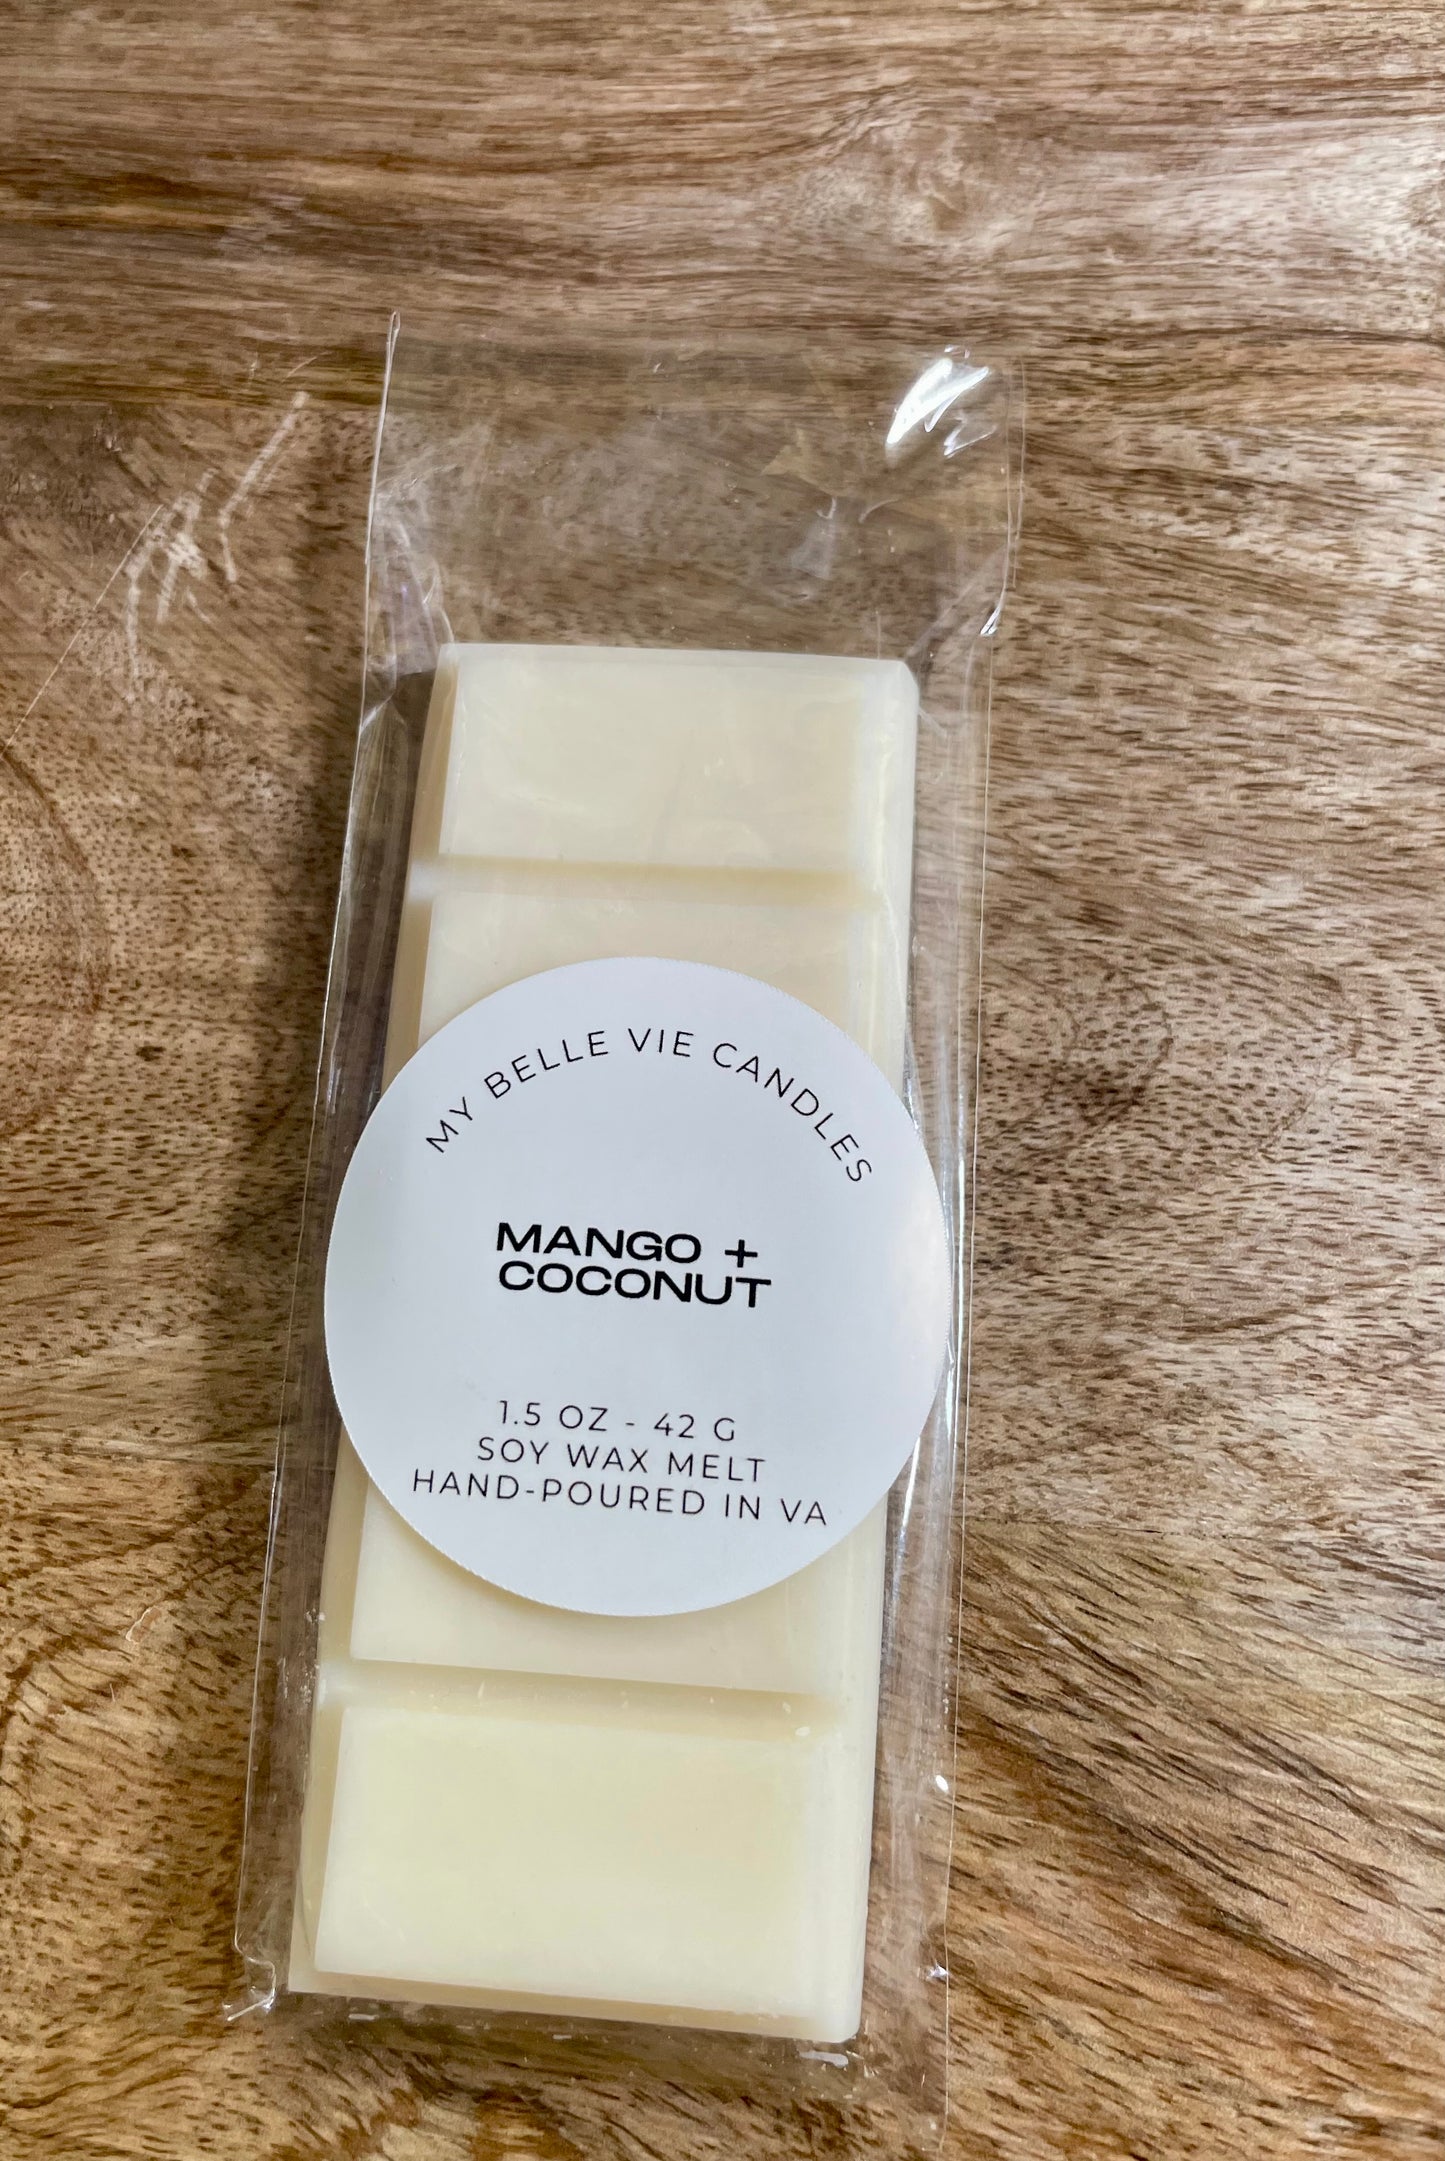 MY BELLE VIE CANDLES
MANGO +
COCONUT
1.5 OZ - 42 G
SOY WAX MELT
HAND-POURED IN VA